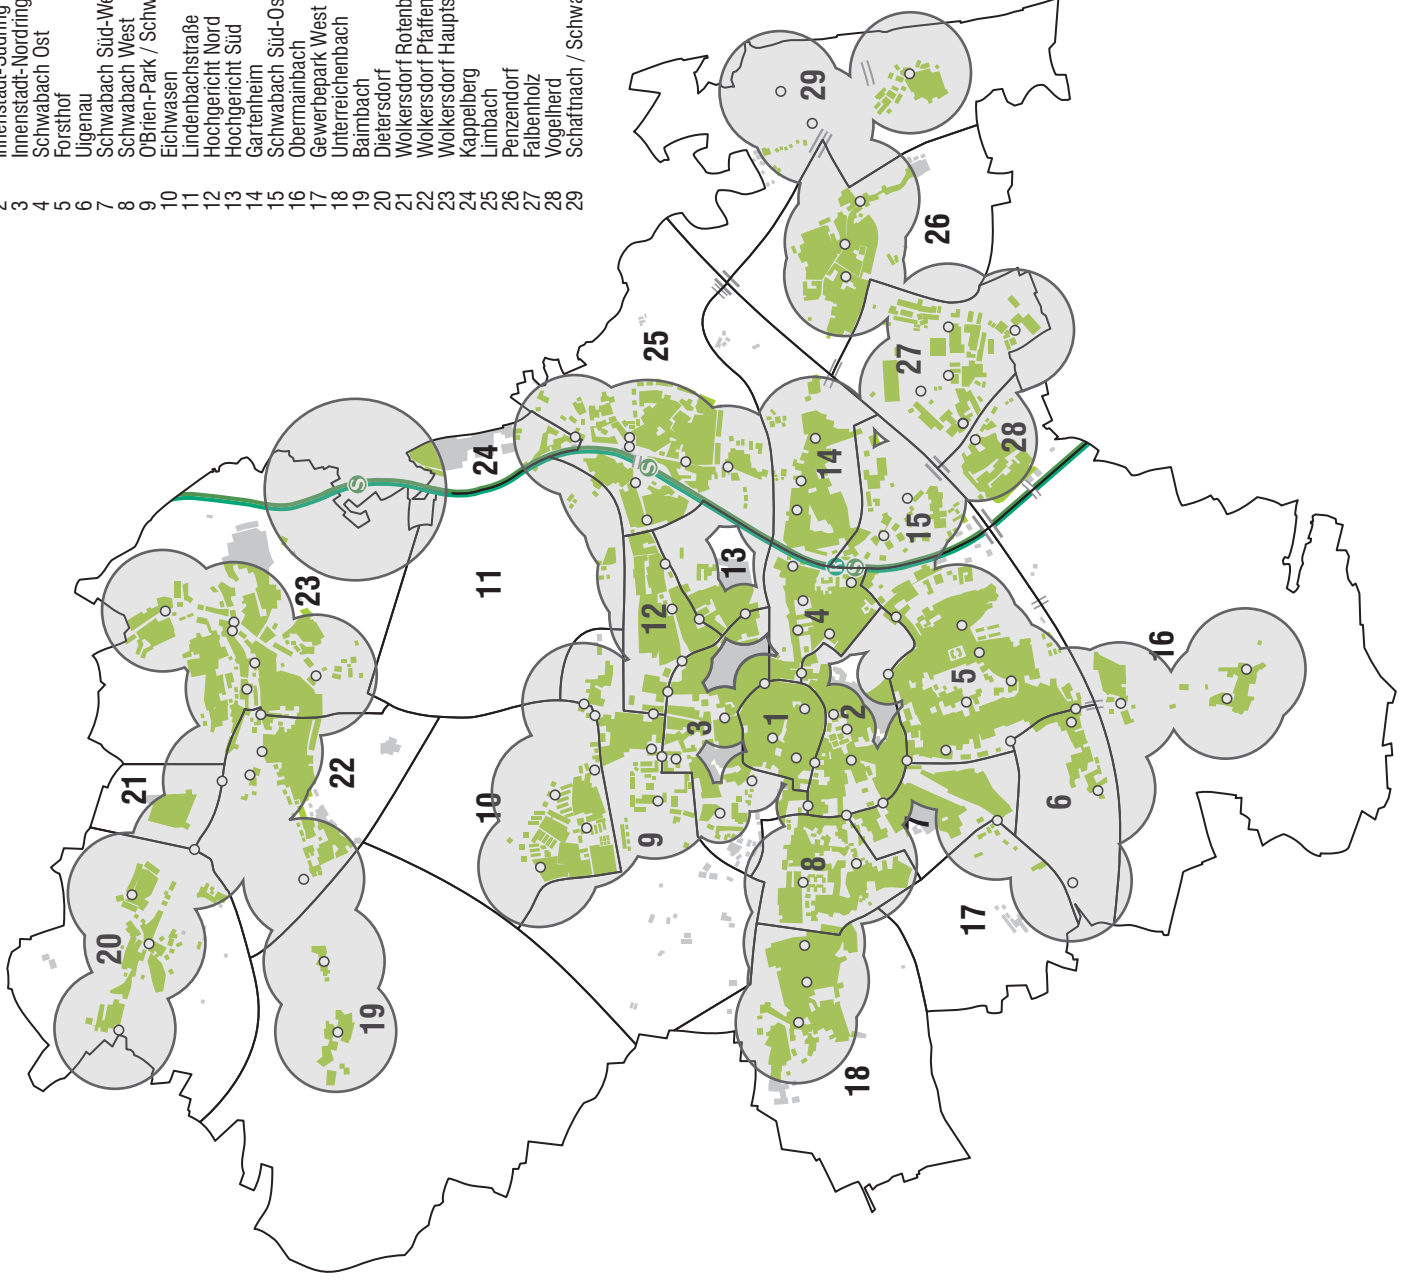 2 Innenstadt-Südring
3 Innenstadt-Nordring
4 Schwabach Ost
5 Forsthof
6 Uigenau
7 Schwabach Süd-We
8 Schwabach West
9 O'Brien-Park / Schw
10 Eichwasen
11 Lindenbachstraße
12 Hochgericht Nord
13 Hochgericht Süd
14 Gartenheim
15 Schwabach Süd-Os
16 Obermainbach
17 Gewerbepark West
18 Unterreichenbach
19 Baimbach
20 Dietersdorf
21 Wolkersdorf Rotenb
22 Wolkersdorf Pfaffen
23 Wolkersdorf Haupts
24 Kappelberg
25 Limbach
26 Penzendorf
27 Falbenholz
28 Vogelherd
29 Schaftnach / Schwa
29
26
25
27
28
24
14
15
23
S
S
11
13
12
4
5
16
22
21
3
1
2
10
9
6
7
8
20
19
17
18